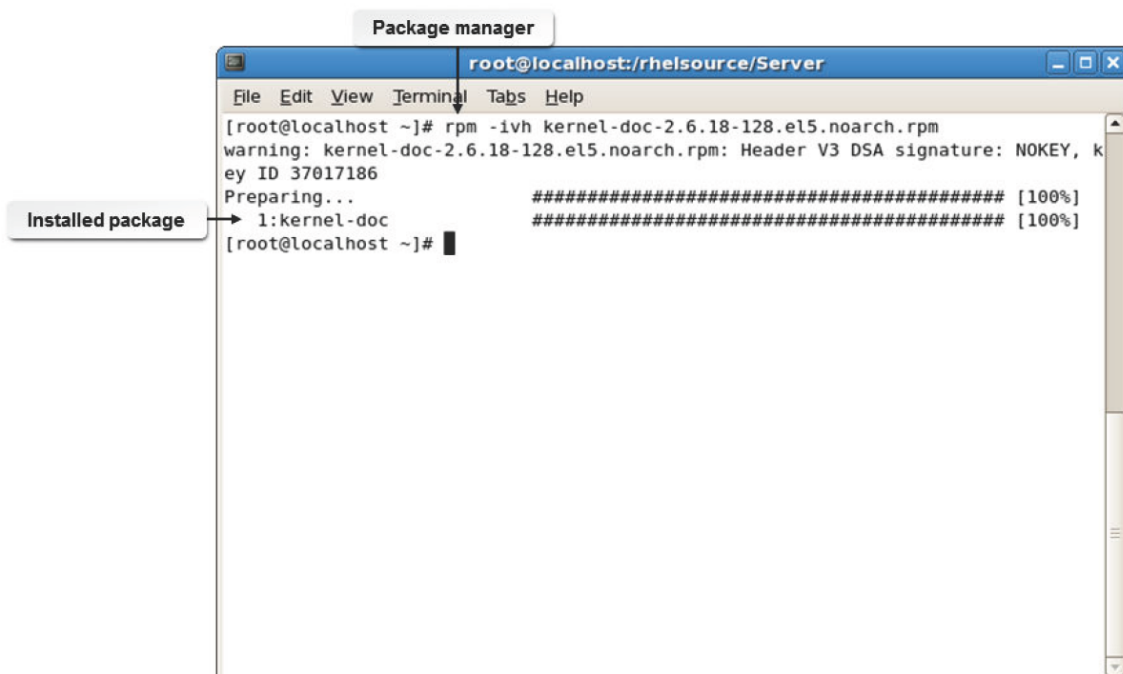 Package manager
root@localhost:/rhelsource/Server
File Edit View Terminal Tabs Help
[root@localhost ~]# rpm -ivh kernel-doc-2.6.18-128.el5.noarch.rpm
warning: kernel-doc-2.6.18-128.el5.noarch.rpm: Header V3 DSA signature: NOKEY, k
ey ID 37017186
Preparing... ########################################### [100%]
Installed package
1:kernel-doc ########################################### [100%]
[root@localhost ~]#